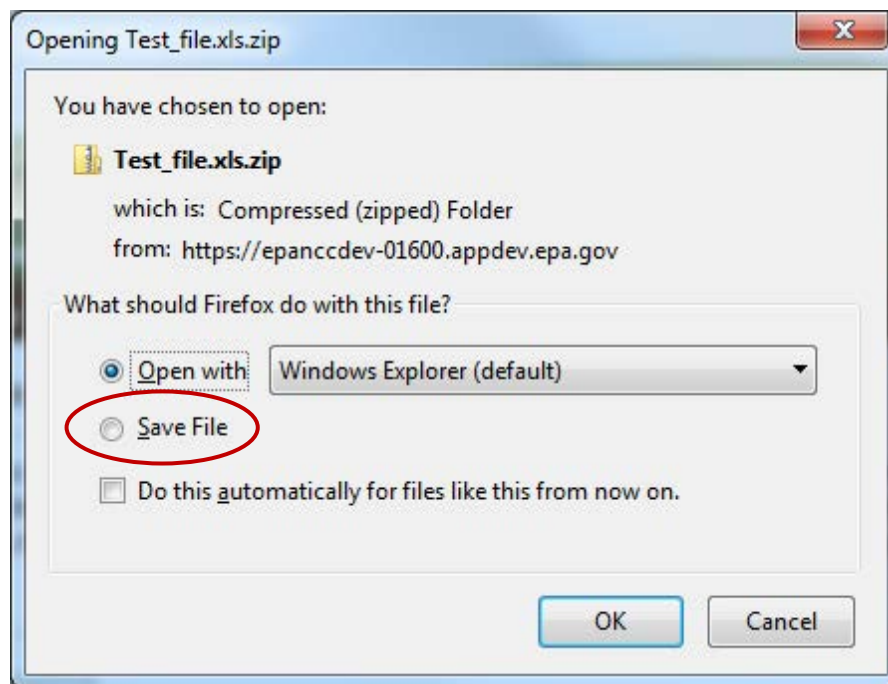 Opening Test_file.xls.zip
You have chosen to open:
Test_file.xls.zip
which is: Compressed (zipped) Folder
from: https://epanccdev-01600.appdev.epa.gov
What should Firefox do with this file?
Open with Windows Explorer (default)
Save File
Do this automatically for files like this from now on.
OK Cancel